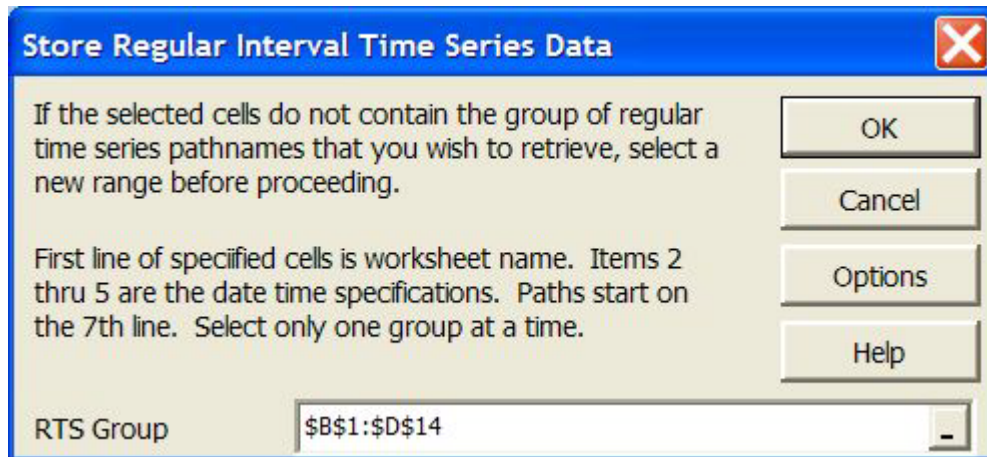 Store Regular Interval Time Series Data
If the selected cells do not contain the group of regular
time series pathnames that you wish to retrieve, select a
new range before proceeding.
First line of speciified cells is worksheet name. Items 2
thru 5 are the date time specifications. Paths start on
the 7th line. Select only one group at a time.
OK
Cancel
Options
Help
RTS Group
$B$1:$D$14